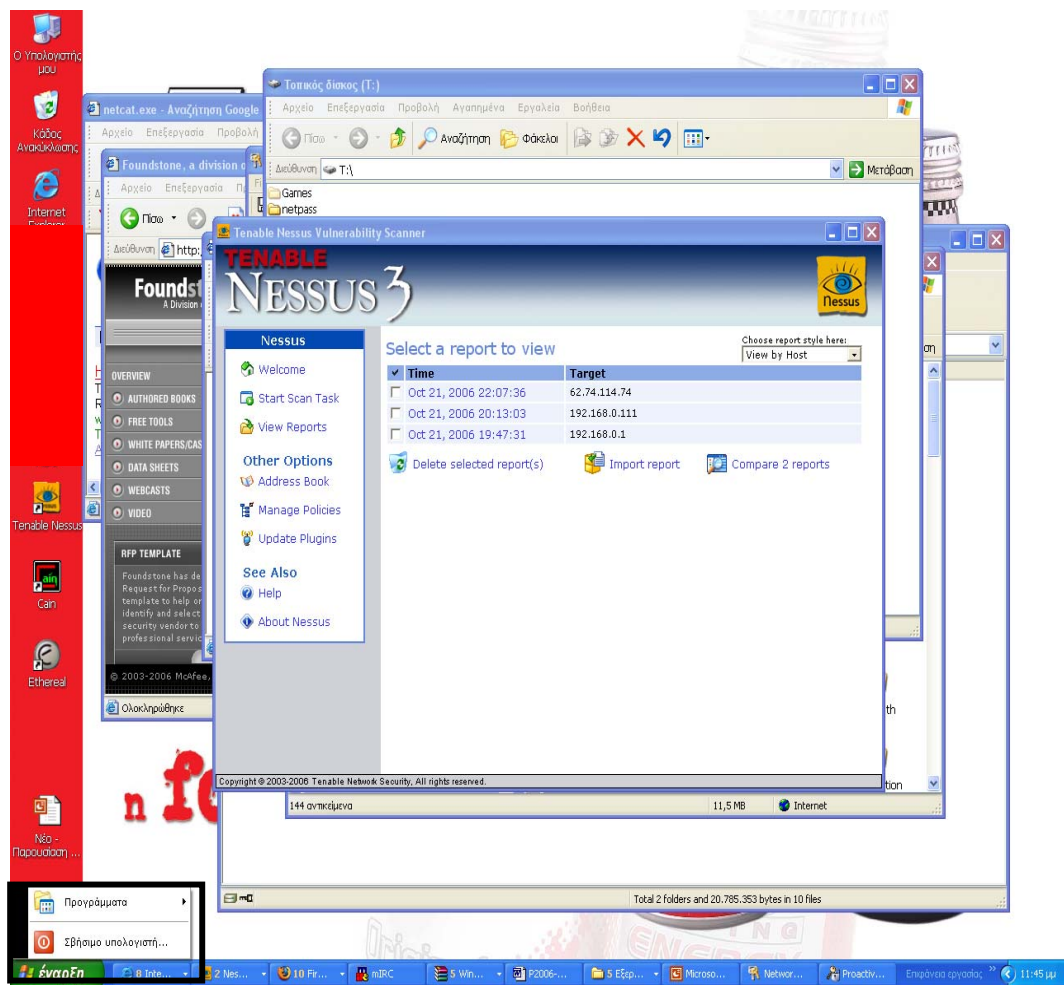 Ο Υπολογιστής μου
Κάδος Ανακύκλωσης
Internet Explorer
Tenable Nessus
Cain
Ethereal
Νέο - Παρουσίαση ...
netcat.exe - Αναζήτηση Google
Αρχείο Επεξεργασία Προβολή
Foundstone, a division
Αρχείο Επεξεργασία
Πίσω
Διεύθυνση http:
Foundst
A Division
OVERVIEW
AUTHORED BOOKS
FREE TOOLS
WHITE PAPERS/CAS
DATA SHEETS
WEBCASTS
VIDEO
RFP TEMPLATE
Foundstone has de
Request for Propos
template to help or
identify and select
security vendor to
professional servic
© 2003-2006 McAfee,
Ολοκληρώθηκε
Τοπικός δίσκος (T:)
Αρχείο Επεξεργασία Προβολή Αγαπημένα Εργαλεία Βοήθεια
Πίσω Αναζήτηση Φάκελοι
Διεύθυνση T:\ Μετάβαση
Games
netpass
Tenable Nessus Vulnerability Scanner
TENABLE
NESSUS 3
Nessus
Nessus
Welcome
Start Scan Task
View Reports
Other Options
Address Book
Manage Policies
Update Plugins
See Also
Help
About Nessus
Select a report to view
Choose report style here:
View by Host
Time Target
Oct 21, 2006 22:07:36 62.74.114.74
Oct 21, 2006 20:13:03 192.168.0.111
Oct 21, 2006 19:47:31 192.168.0.1
Delete selected report(s) Import report Compare 2 reports
Copyright © 2003-2006 Tenable Network Security, All rights reserved.
144 αντικείμενα 11,5 MB Internet
Total 2 folders and 20.785.353 bytes in 10 files
Προγράμματα
Σβήσιμο υπολογιστή...
έναρξη
8 Inte... 2 Nes... 10 Fir... mIRC 5 Win... P2006-... 5 Εξερ... Microso... Networ... Proactiv... Επιφάνεια εργασίας » 11:45 μμ